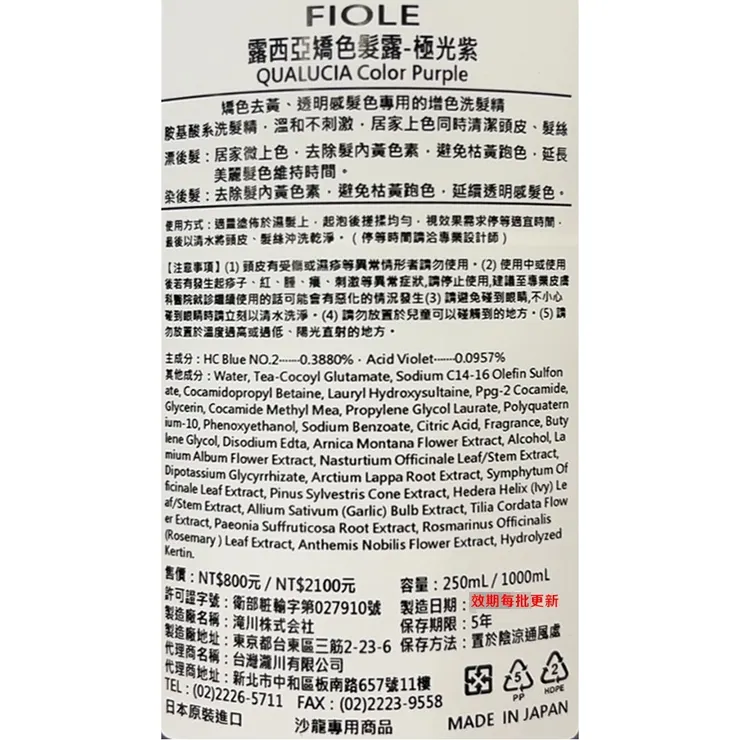 FIOLE
露西亞矯色髮露-極光紫
QUALUCIA Color Purple
矯色去黃、透明感髮色專用的增色洗髮精
胺基酸系洗髮精，溫和不刺激，居家上色同時清潔頭皮、髮絲
漂後髮：居家微上色，去除髮內黃色素，避免枯黃跑色，延長
美麗髮色維持時間。
染後髮：去除髮內黃色素，避免枯黃跑色，延續透明感髮色。
使用方式：適量塗佈於濕髮上，起泡後搓揉均勻，視效果需求停等適宜時間，
最後以清水將頭皮、髮絲沖洗乾淨。(停等時間請洽專業設計師)
【注意事項】(1) 頭皮有受傷或濕疹等異常情形者請勿使用。(2) 使用中或使用
後若有發生起疹子、紅、腫、癢、刺激等異常症狀,請停止使用,建議至專業皮膚
科醫院就診繼續使用的話可能會有惡化的情況發生(3) 請避免碰到眼睛,不小心
碰到眼睛時請立刻以清水洗淨。(4) 請勿放置於兒童可以碰觸到的地方。(5) 請
勿放置於溫度過高或過低、陽光直射的地方。
主成分：HC Blue NO.2------0.3880%，Acid Violet------0.0957%
其他成分：Water, Tea-Cocoyl Glutamate, Sodium C14-16 Olefin Sulfon
ate, Cocamidopropyl Betaine, Lauryl Hydroxysultaine, Ppg-2 Cocamide,
Glycerin, Cocamide Methyl Mea, Propylene Glycol Laurate, Polyquatern
ium-10, Phenoxyethanol, Sodium Benzoate, Citric Acid, Fragrance, Buty
lene Glycol, Disodium Edta, Arnica Montana Flower Extract, Alcohol, La
mium Album Flower Extract, Nasturtium Officinale Leaf/Stem Extract,
Dipotassium Glycyrrhizate, Arctium Lappa Root Extract, Symphytum Of
ficinale Leaf Extract, Pinus Sylvestris Cone Extract, Hedera Helix (Ivy) Le
af/Stem Extract, Allium Sativum (Garlic) Bulb Extract, Tilia Cordata Flow
er Extract, Paeonia Suffruticosa Root Extract, Rosmarinus Officinalis
(Rosemary ) Leaf Extract, Anthemis Nobilis Flower Extract, Hydrolyzed
Kertin.
售價：NT$800元 / NT$2100元 容量：250mL / 1000mL
許可證字號：衛部粧輸字第027910號 製造日期：效期每批更新
製造廠名稱：滝川株式会社 保存期限：5年
製造廠地址：東京都台東區三筋2-23-6 保存方法：置於陰涼通風處
代理商名稱：台灣瀧川有限公司
代理商地址：新北市中和區板南路657號11樓
TEL：(02)2226-5711 FAX：(02)2223-9558
日本原裝進口 沙龍專用商品 MADE IN JAPAN
5
PP
2
HDPE